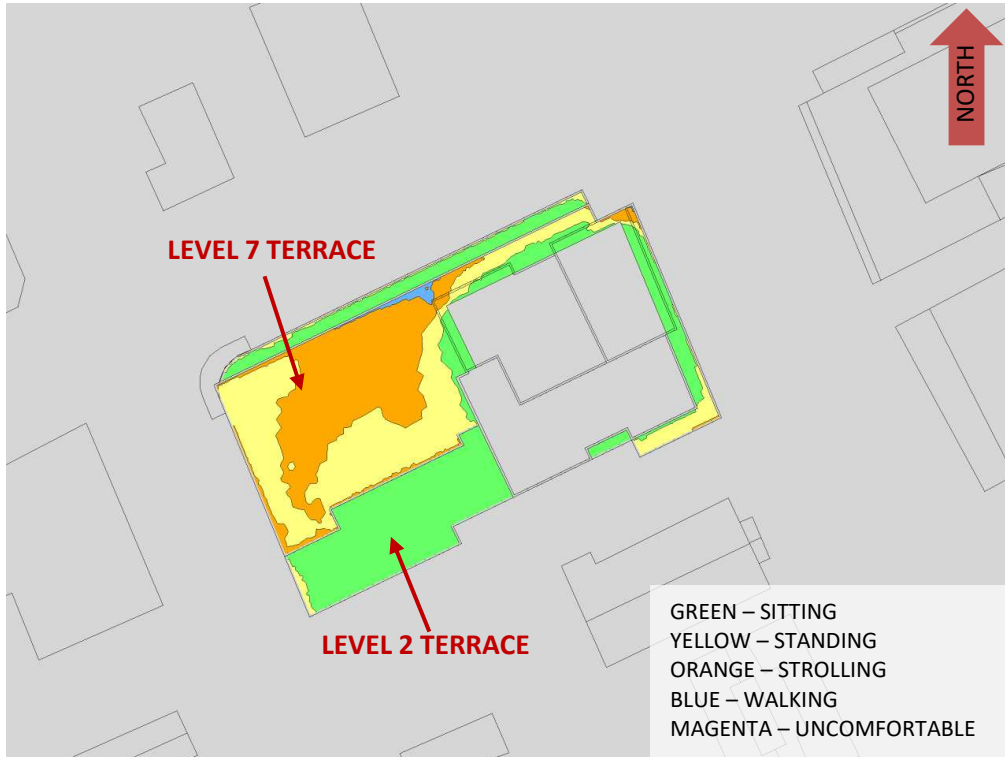 NORTH
LEVEL 7 TERRACE
LEVEL 2 TERRACE
GREEN – SITTING
YELLOW – STANDING
ORANGE – STROLLING
BLUE – WALKING
MAGENTA – UNCOMFORTABLE